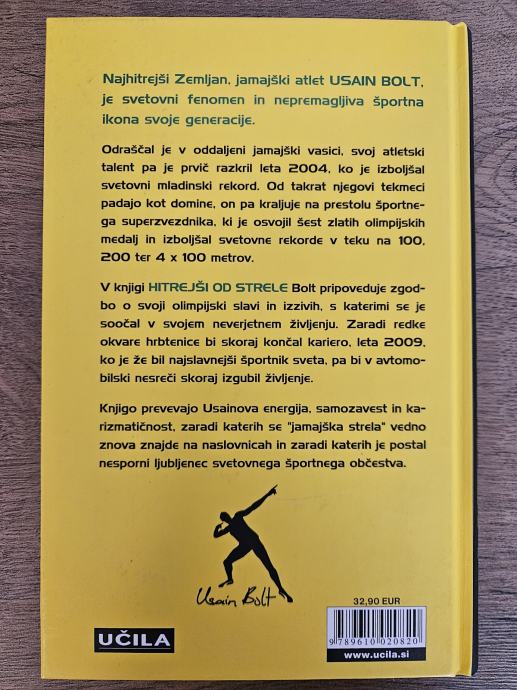 Najhitrejši Zemljan, jamajški atlet USAIN BOLT,
je svetovni fenomen in nepremagljiva športna
ikona svoje generacije.
Odraščal je v oddaljeni jamajški vasici, svoj atletski
talent pa je prvič razkril leta 2004, ko je izboljšal
svetovni mladinski rekord. Od takrat njegovi tekmeci
padajo kot domine, on pa kraljuje na prestolu športne-
ga superzvezdnika, ki je osvojil šest zlatih olimpijskih
medalj in izboljšal svetovne rekorde v teku na 100,
200 ter 4 x 100 metrov.
V knjigi HITREJŠI OD STRELE Bolt pripoveduje zgod-
bo o svoji olimpijski slavi in izzivih, s katerimi se je
soočal v svojem neverjetnem življenju. Zaradi redke
okvare hrbtenice bi skoraj končal kariero, leta 2009,
ko je že bil najslavnejši športnik sveta, pa bi v avtomo-
bilski nesreči skoraj izgubil življenje.
Knjigo prevevajo Usainova energija, samozavest in ka-
rizmatičnost, zaradi katerih se "jamajška strela" vedno
znova znajde na naslovnicah in zaradi katerih je postal
nesporni ljubljenec svetovnega športnega občestva.
Usain Bolt
32,90 EUR
9 789610 020820
www.ucila.si
UČILA